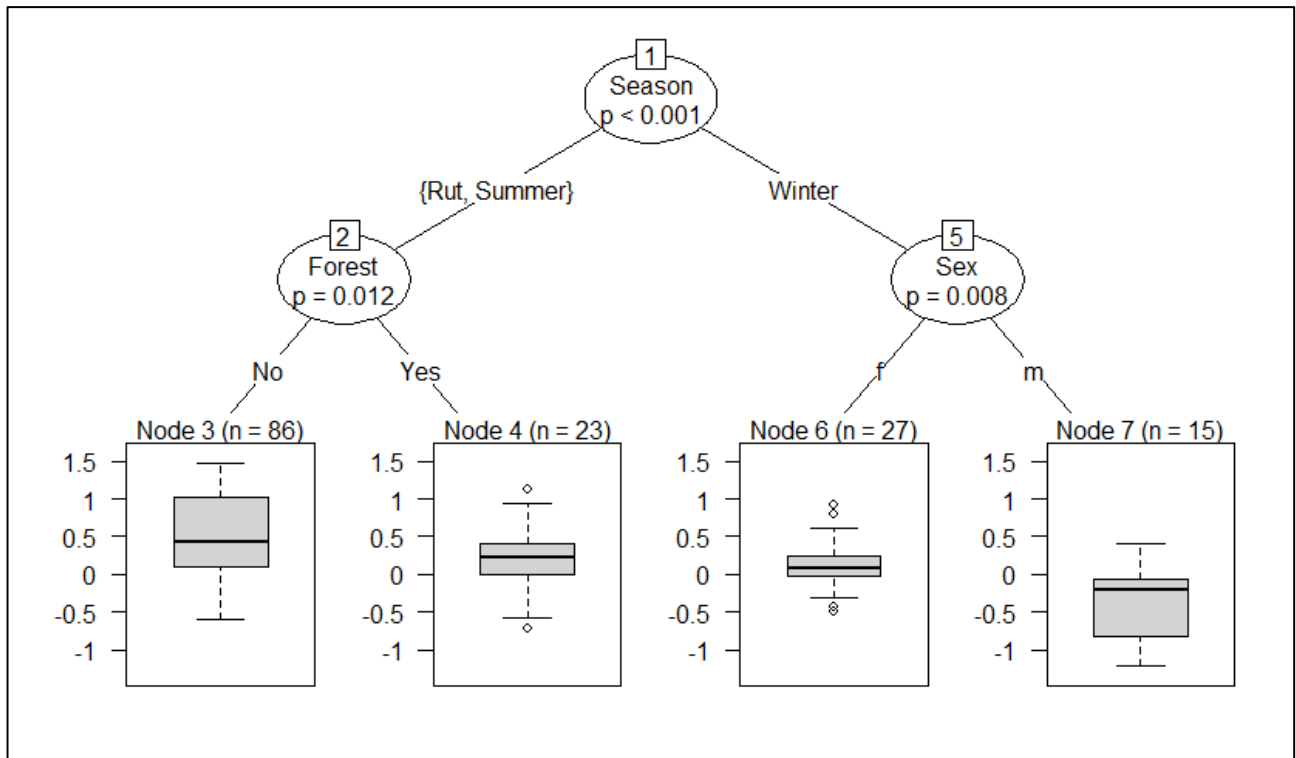 1
Season
p < 0.001
{Rut, Summer}
Winter
2
Forest
p = 0.012
5
Sex
p = 0.008
No
Yes
f
m
Node 3 (n = 86)
1.5
1
0.5
0
-0.5
-1
Node 4 (n = 23)
1.5
1
0.5
0
-0.5
-1
Node 6 (n = 27)
1.5
1
0.5
0
-0.5
-1
Node 7 (n = 15)
1.5
1
0.5
0
-0.5
-1